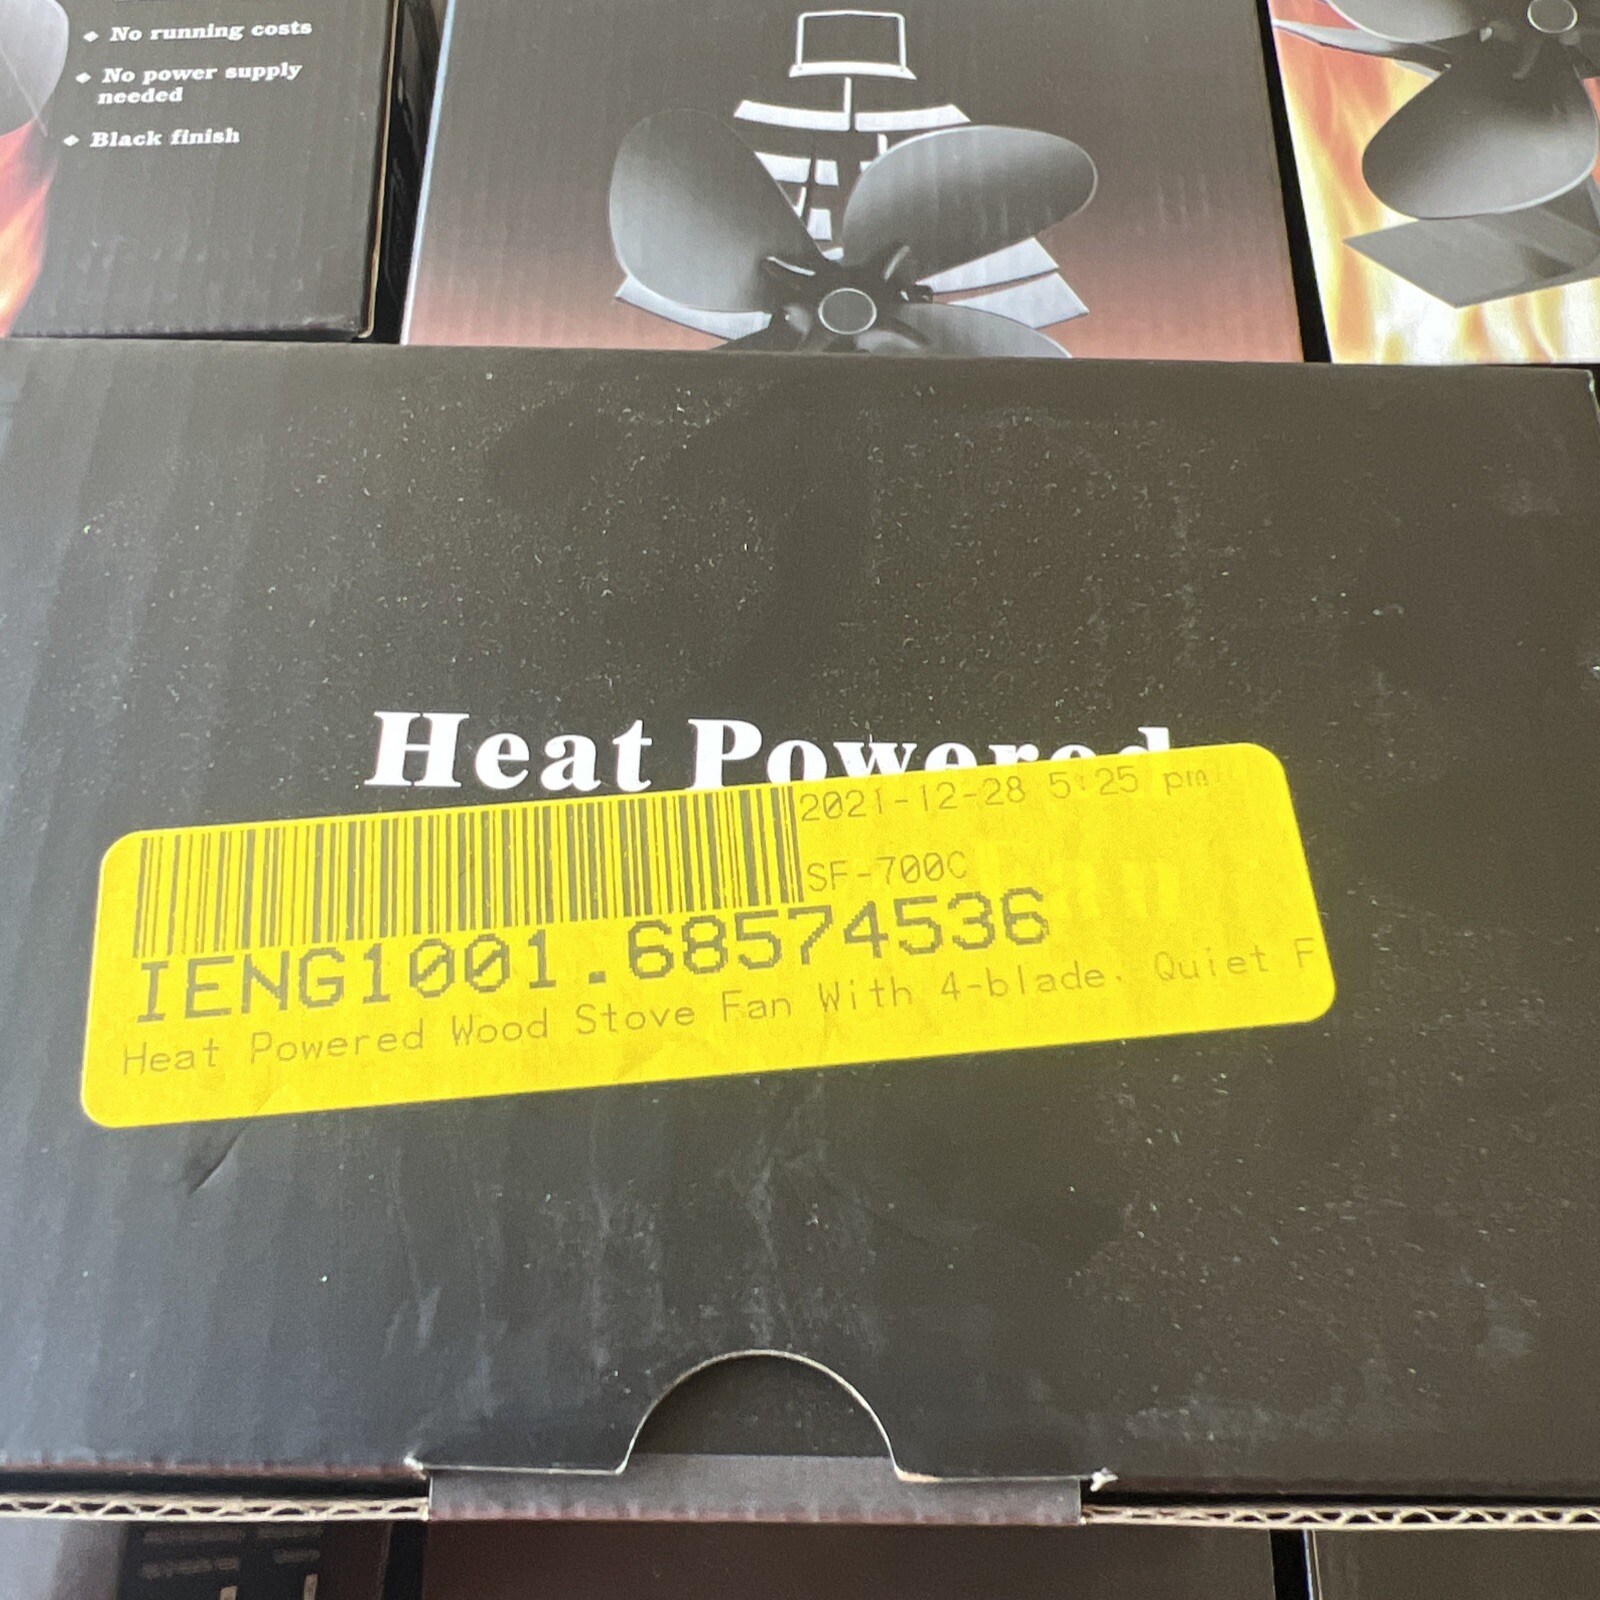 No running costs
No power supply
needed
Black finish
Heat Powered
2021-12-28 5:25 pm
SF-700C
IENG1001.68574536
Heat Powered Wood Stove Fan With 4-blade, Quiet F